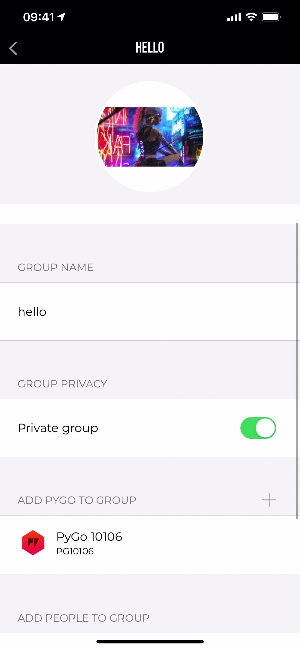 09:41
HELLO
GROUP NAME
hello
GROUP PRIVACY
Private group
ADD PYGO TO GROUP
PY
PyGo 10106
PG10106
ADD PEOPLE TO GROUP